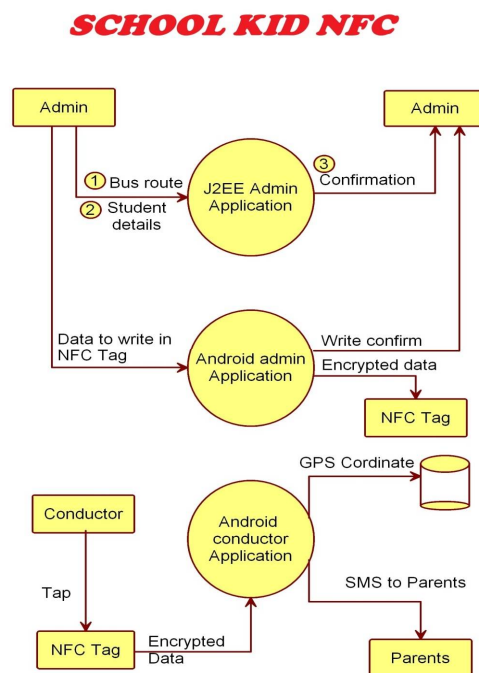 SCHOOL KID NFC
Admin
Admin
1 Bus route
2 Student
details
J2EE Admin
Application
3
Confirmation
Data to write in
NFC Tag
Android admin
Application
Write confirm
Encrypted data
NFC Tag
GPS Cordinate
Conductor
Android
conductor
Application
Tap
SMS to Parents
NFC Tag
Encrypted
Data
Parents